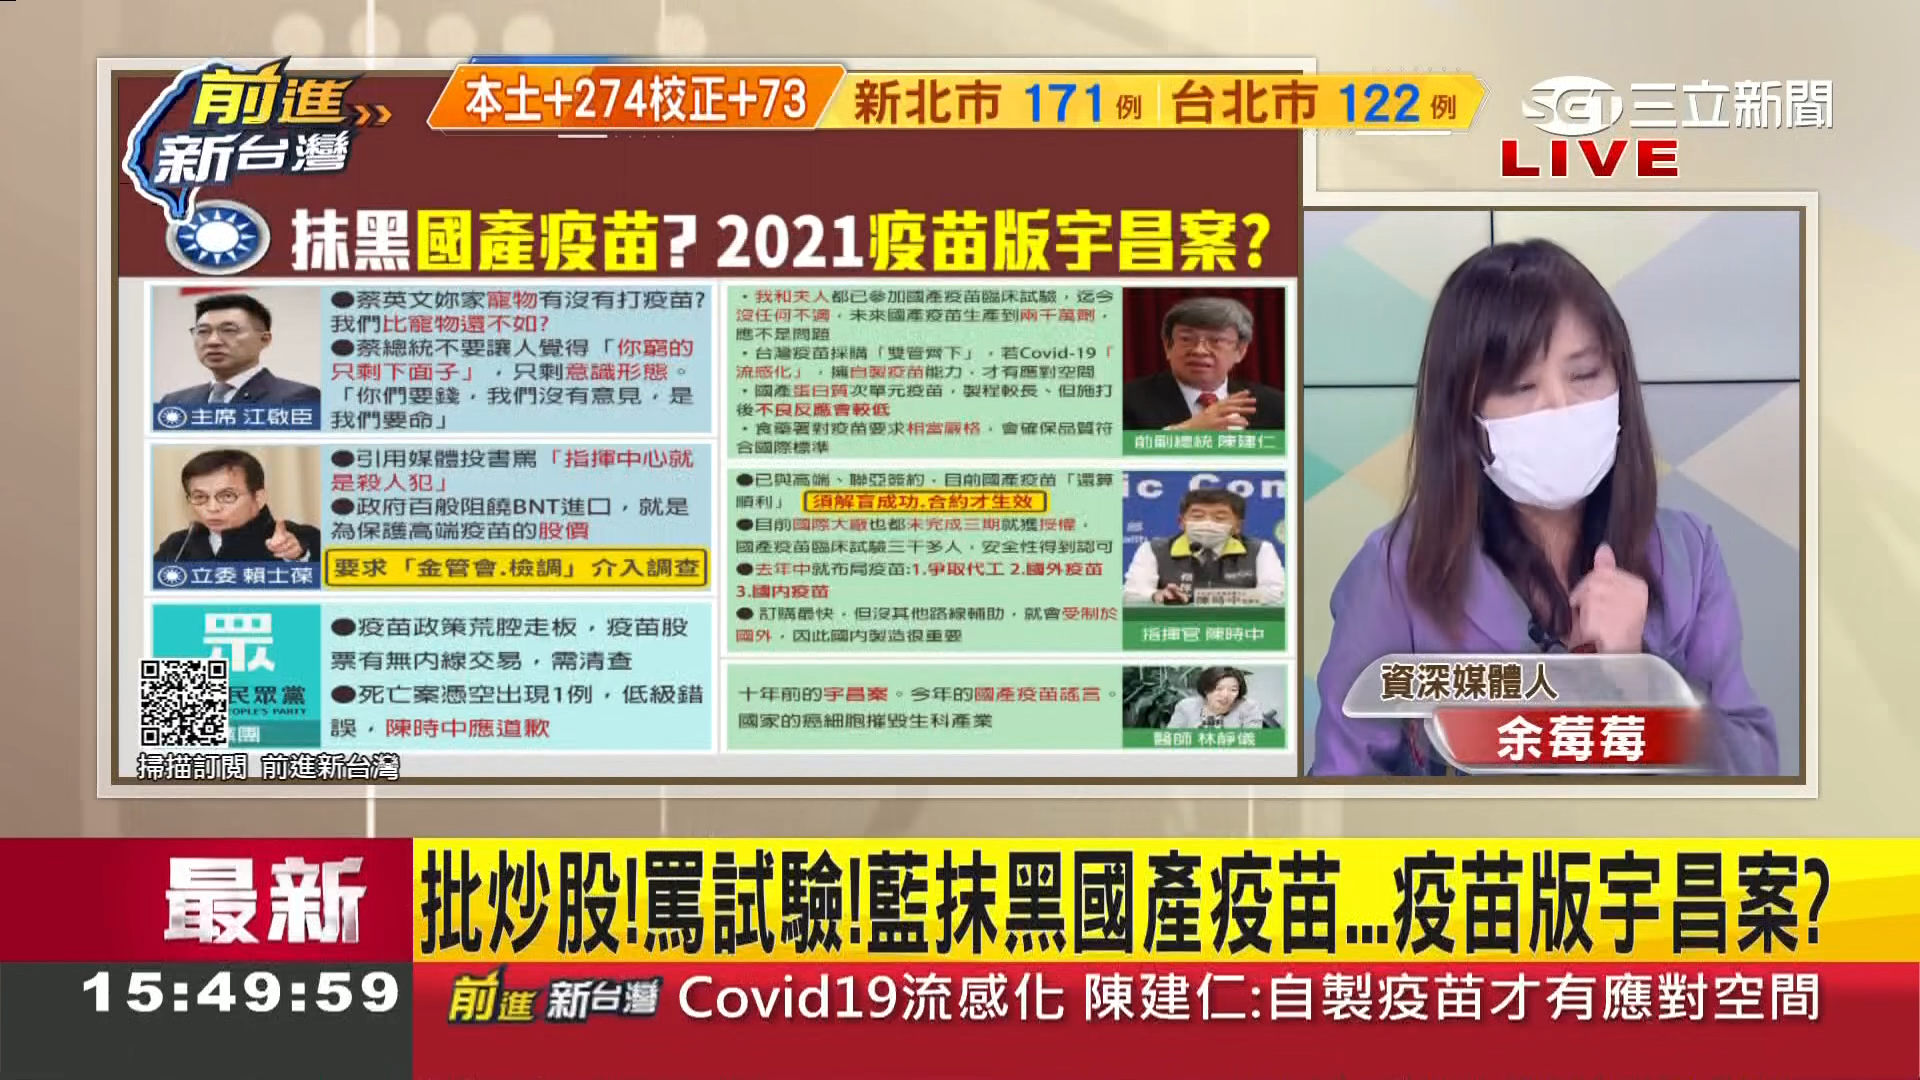 前進
新台灣
本土+274校正+73
新北市 171例 台北市 122例
SET三立新聞
LIVE
抹黑國產疫苗? 2021疫苗版宇昌案?
●蔡英文妳家寵物有沒有打疫苗?
我們比寵物還不如?
●蔡總統不要讓人覺得「你窮的
只剩下面子」,只剩意識形態。
「你們要錢,我們沒有意見,是
我們要命」
主席 江啟臣
●引用媒體投書罵「指揮中心就
是殺人犯」
●政府百般阻饒BNT進口,就是
為保護高端疫苗的股價
要求「金管會.檢調」介入調查
立委 賴士葆
眾
民眾黨
PEOPLE'S PARTY
黨團
●疫苗政策荒腔走板,疫苗股
票有無內線交易,需清查
●死亡案憑空出現1例,低級錯
誤,陳時中應道歉
掃描訂閱 前進新台灣
・我和夫人都已參加國產疫苗臨床試驗,迄今
沒任何不適,未來國產疫苗生產到兩千萬劑,
應不是問題
・台灣疫苗採購「雙管齊下」,若Covid-19「
流感化」,擁自製疫苗能力,才有應對空間
・國產蛋白質次單元疫苗,製程較長、但施打
後不良反應會較低
・食藥署對疫苗要求相當嚴格,會確保品質符
合國際標準
前副總統 陳建仁
●已與高端、聯亞簽約,目前國產疫苗「還算
順利」 須解盲成功.合約才生效
●目前國際大廠也都未完成三期就獲授權,
國產疫苗臨床試驗三千多人,安全性得到認可
●去年中就布局疫苗:1.爭取代工 2.國外疫苗
3.國內疫苗
●訂購最快,但沒其他路線輔助,就會受制於
國外,因此國內製造很重要
ic Con
陳時中
指揮官 陳時中
十年前的宇昌案。今年的國產疫苗謠言。
國家的癌細胞摧毀生科產業
醫師 林靜儀
資深媒體人
余莓莓
最新
批炒股!罵試驗!藍抹黑國產疫苗...疫苗版宇昌案?
15:49:59
前進新台灣 Covid19流感化 陳建仁:自製疫苗才有應對空間